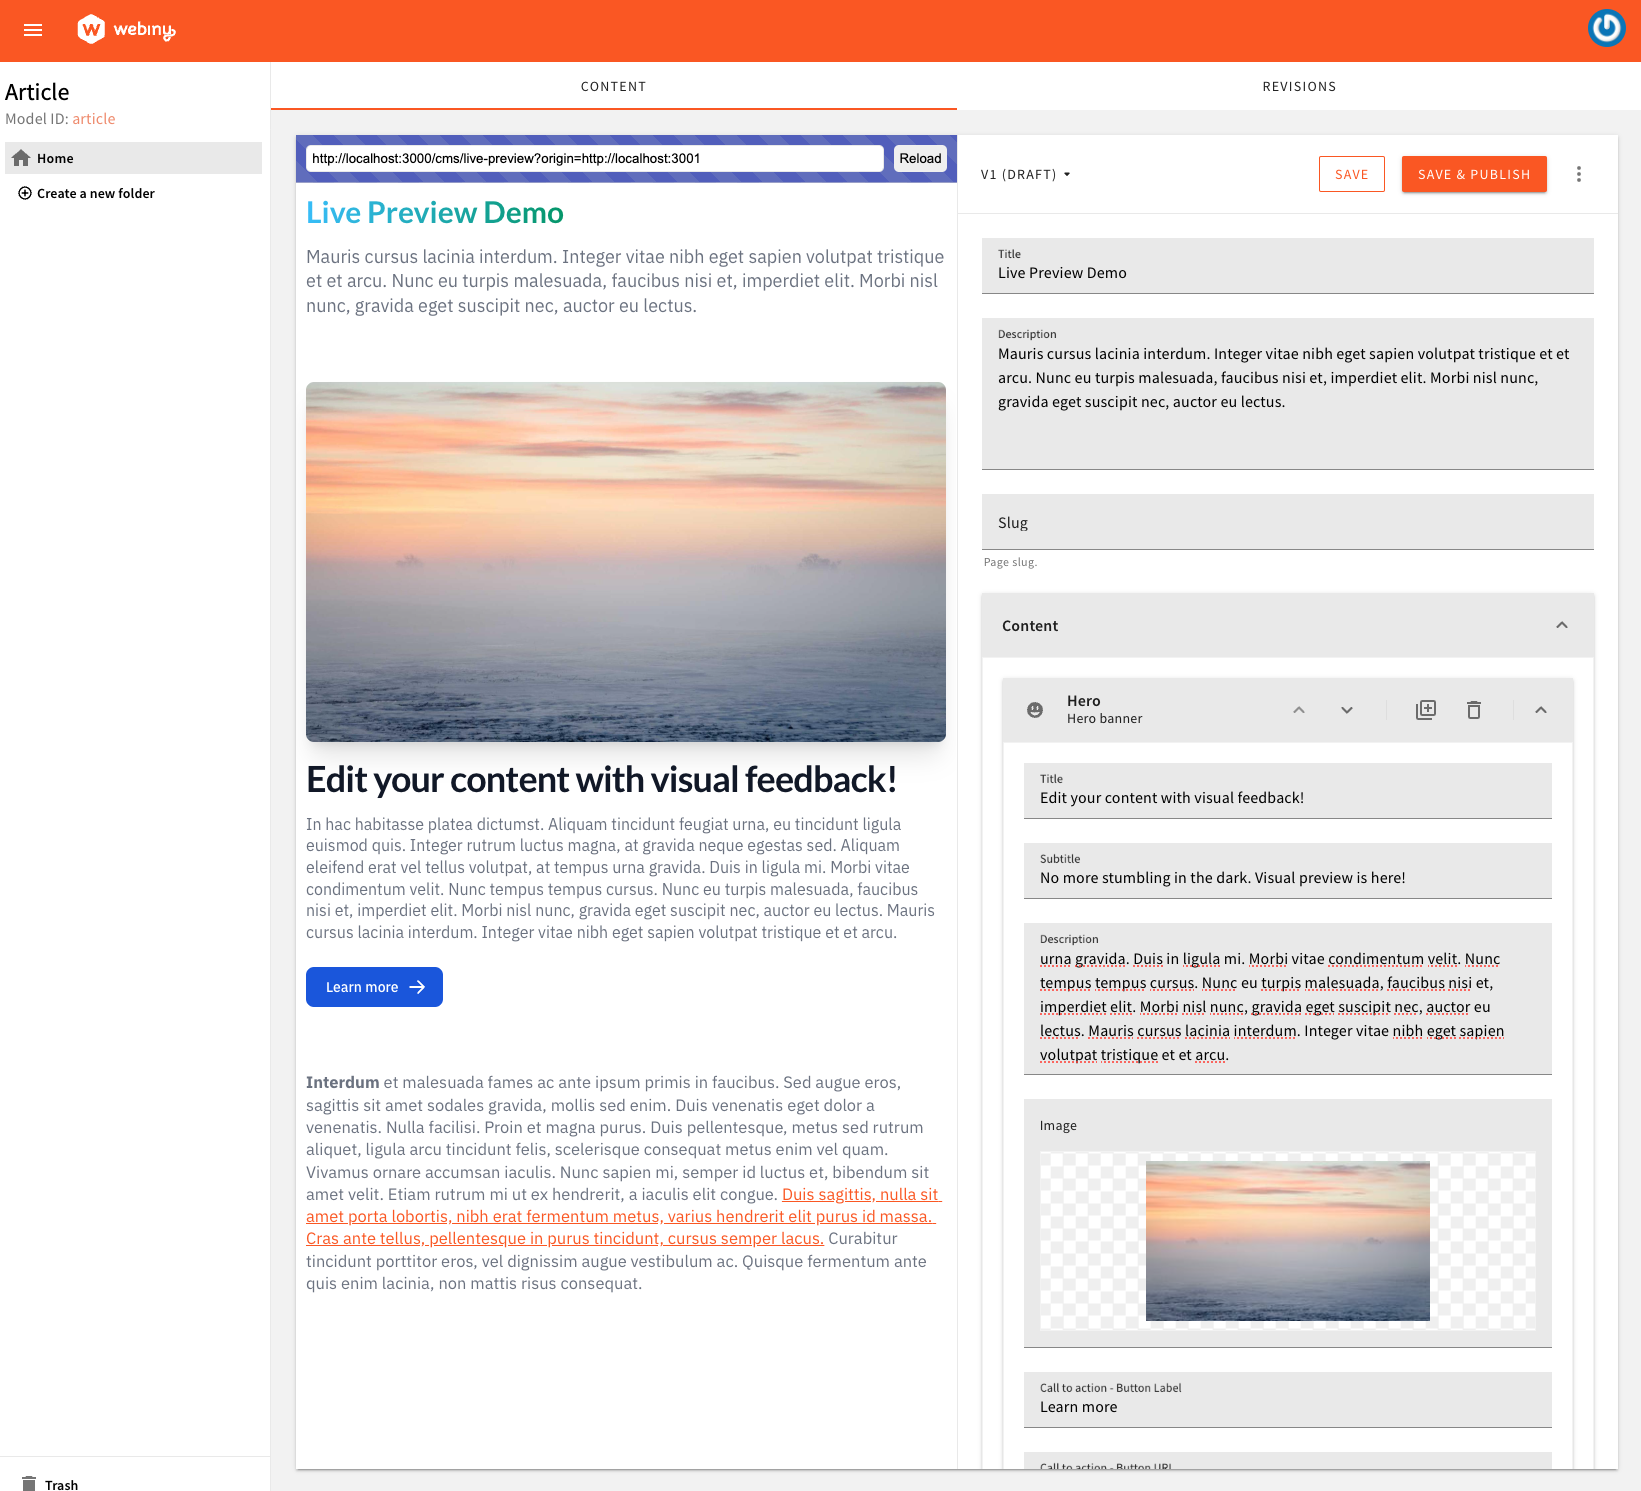 webiny
Article
Model ID: article
Home
Create a new folder
Trash
CONTENT
REVISIONS
http://localhost:3000/cms/live-preview?origin=http://localhost:3001
Reload
Live Preview Demo
Mauris cursus lacinia interdum. Integer vitae nibh eget sapien volutpat tristique
et et arcu. Nunc eu turpis malesuada, faucibus nisi et, imperdiet elit. Morbi nisl
nunc, gravida eget suscipit nec, auctor eu lectus.
Edit your content with visual feedback!
In hac habitasse platea dictumst. Aliquam tincidunt feugiat urna, eu tincidunt ligula
euismod quis. Integer rutrum luctus magna, at gravida neque egestas sed. Aliquam
eleifend erat vel tellus volutpat, at tempus urna gravida. Duis in ligula mi. Morbi vitae
condimentum velit. Nunc tempus tempus cursus. Nunc eu turpis malesuada, faucibus
nisi et, imperdiet elit. Morbi nisl nunc, gravida eget suscipit nec, auctor eu lectus. Mauris
cursus lacinia interdum. Integer vitae nibh eget sapien volutpat tristique et et arcu.
Learn more
Interdum et malesuada fames ac ante ipsum primis in faucibus. Sed augue eros,
sagittis sit amet sodales gravida, mollis sed enim. Duis venenatis eget dolor a
venenatis. Nulla facilisi. Proin et magna purus. Duis pellentesque, metus sed rutrum
aliquet, ligula arcu tincidunt felis, scelerisque consequat metus enim vel quam.
Vivamus ornare accumsan iaculis. Nunc sapien mi, semper id luctus et, bibendum sit
amet velit. Etiam rutrum mi ut ex hendrerit, a iaculis elit congue. Duis sagittis, nulla sit
amet porta lobortis, nibh erat fermentum metus, varius hendrerit elit purus id massa.
Cras ante tellus, pellentesque in purus tincidunt, cursus semper lacus. Curabitur
tincidunt porttitor eros, vel dignissim augue vestibulum ac. Quisque fermentum ante
quis enim lacinia, non mattis risus consequat.
V1 (DRAFT)
SAVE
SAVE & PUBLISH
Title
Live Preview Demo
Description
Mauris cursus lacinia interdum. Integer vitae nibh eget sapien volutpat tristique et et
arcu. Nunc eu turpis malesuada, faucibus nisi et, imperdiet elit. Morbi nisl nunc,
gravida eget suscipit nec, auctor eu lectus.
Slug
Page slug.
Content
Hero
Hero banner
Title
Edit your content with visual feedback!
Subtitle
No more stumbling in the dark. Visual preview is here!
Description
urna gravida. Duis in ligula mi. Morbi vitae condimentum velit. Nunc
tempus tempus cursus. Nunc eu turpis malesuada, faucibus nisi et,
imperdiet elit. Morbi nisl nunc, gravida eget suscipit nec, auctor eu
lectus. Mauris cursus lacinia interdum. Integer vitae nibh eget sapien
volutpat tristique et et arcu.
Image
Call to action - Button Label
Learn more
Call to action - Button URL